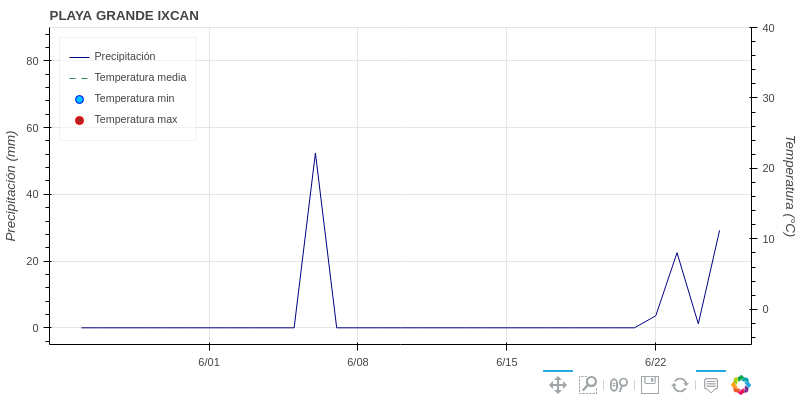 PLAYA GRANDE IXCAN
Precipitación
Temperatura media
Temperatura min
Temperatura max
Precipitación (mm)
80
60
40
20
0
40
30
20
10
0
Temperatura (°C)
6/01
6/08
6/15
6/22